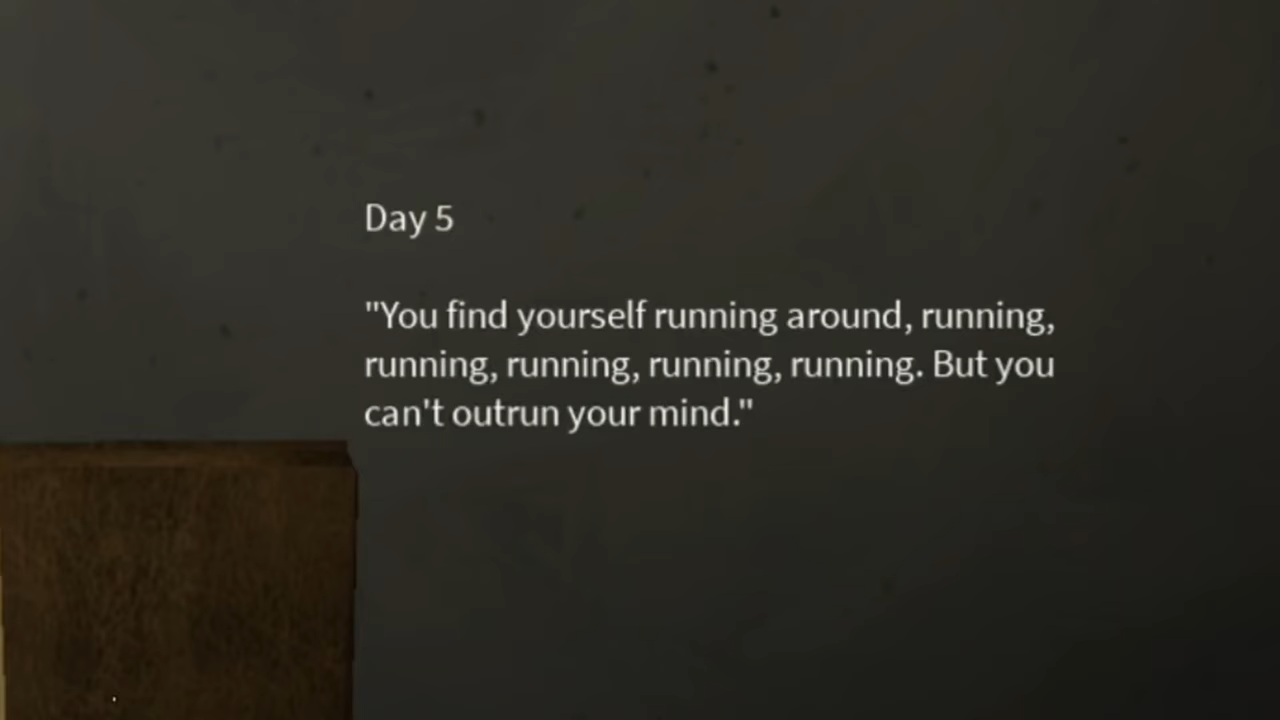 Day 5
"You find yourself running around, running,
running, running, running, running. But you
can't outrun your mind."